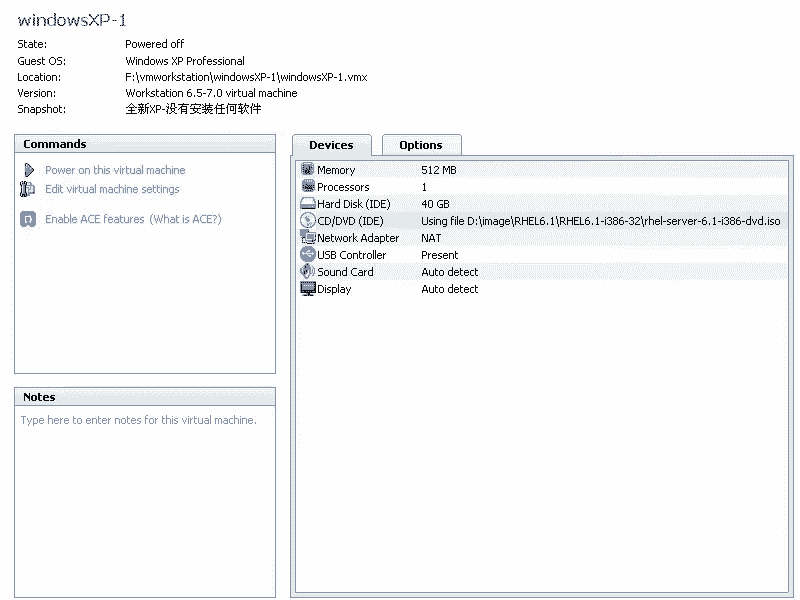 windowsXP-1
State: Powered off
Guest OS: Windows XP Professional
Location: F:\vmworkstation\windowsXP-1\windowsXP-1.vmx
Version: Workstation 6.5-7.0 virtual machine
Snapshot: 全新XP-没有安装任何软件
Commands
Power on this virtual machine
Edit virtual machine settings
Enable ACE features (What is ACE?)
Notes
Type here to enter notes for this virtual machine.
Devices Options
Memory 512 MB
Processors 1
Hard Disk (IDE) 40 GB
CD/DVD (IDE) Using file D:\image\RHEL6.1\RHEL6.1-i386-32\rhel-server-6.1-i386-dvd.iso
Network Adapter NAT
USB Controller Present
Sound Card Auto detect
Display Auto detect